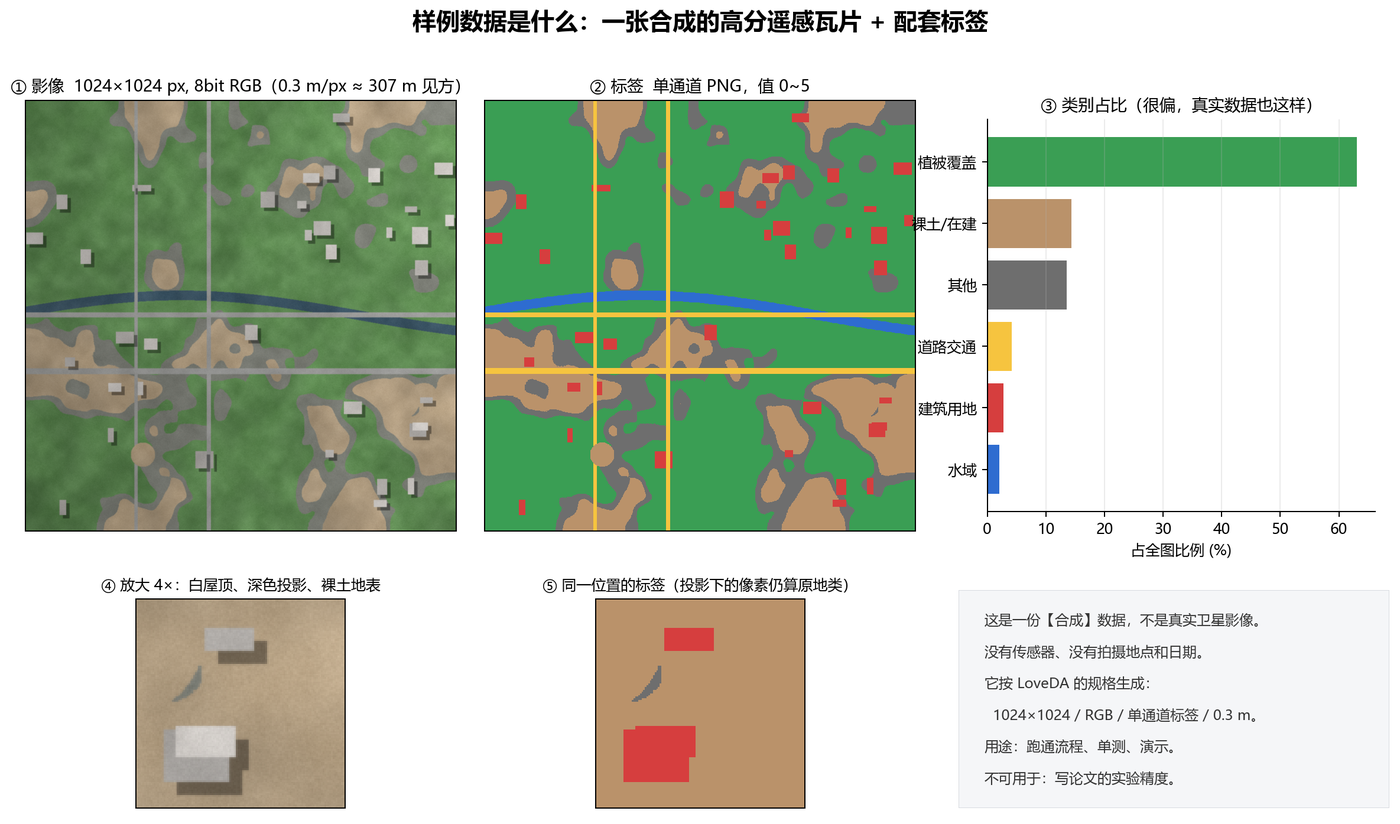 样例数据是什么：一张合成的高分遥感瓦片 + 配套标签
① 影像 1024×1024 px, 8bit RGB（0.3 m/px ≈ 307 m 见方）
② 标签 单通道 PNG，值 0~5
③ 类别占比（很偏，真实数据也这样）
植被覆盖
裸土/在建
其他
道路交通
建筑用地
水域
0 10 20 30 40 50 60
占全图比例 (%)
④ 放大 4×：白屋顶、深色投影、裸土地表
⑤ 同一位置的标签（投影下的像素仍算原地类）
这是一份【合成】数据，不是真实卫星影像。
没有传感器、没有拍摄地点和日期。
它按 LoveDA 的规格生成：
1024×1024 / RGB / 单通道标签 / 0.3 m。
用途：跑通流程、单测、演示。
不可用于：写论文的实验精度。